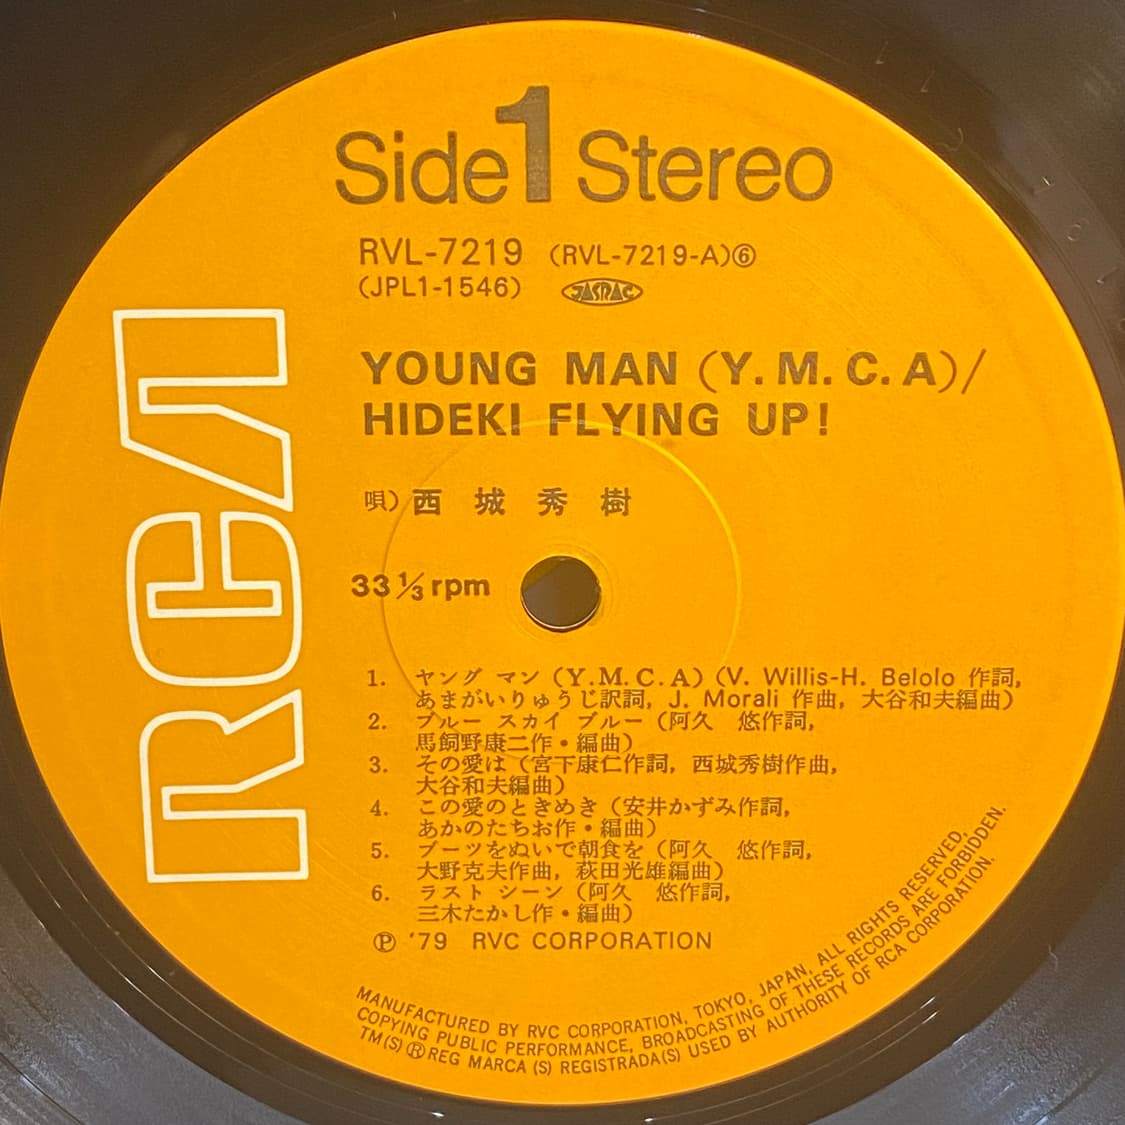 Side 1 Stereo
RVL-7219 (RVL-7219-A)⑥
(JPL1-1546) JASRAC
YOUNG MAN (Y.M.C.A)/
HIDEKI FLYING UP!
唄) 西城秀樹
33⅓rpm
1. ヤング マン (Y.M.C.A) (V. Willis-H. Belolo 作詞,
あまがいりゅうじ訳詞, J. Morali 作曲, 大谷和夫編曲)
2. ブルー スカイ ブルー (阿久 悠作詞,
馬飼野康二作・編曲)
3. その愛は (宮下康仁作詞, 西城秀樹作曲,
大谷和夫編曲)
4. この愛のときめき (安井かずみ作詞,
あかのたちお作・編曲)
5. ブーツをぬいで朝食を (阿久 悠作詞,
大野克夫作曲, 萩田光雄編曲)
6. ラスト シーン (阿久 悠作詞,
三木たかし作・編曲)
Ⓟ '79 RVC CORPORATION
MANUFACTURED BY RVC CORPORATION, TOKYO, JAPAN, ALL RIGHTS RESERVED,
COPYING PUBLIC PERFORMANCE, BROADCASTING OF THESE RECORDS ARE FORBIDDEN.
TM(S) ® REG MARCA (S) REGISTRADA(S) USED BY AUTHORITY OF RCA CORPORATION.
RCA